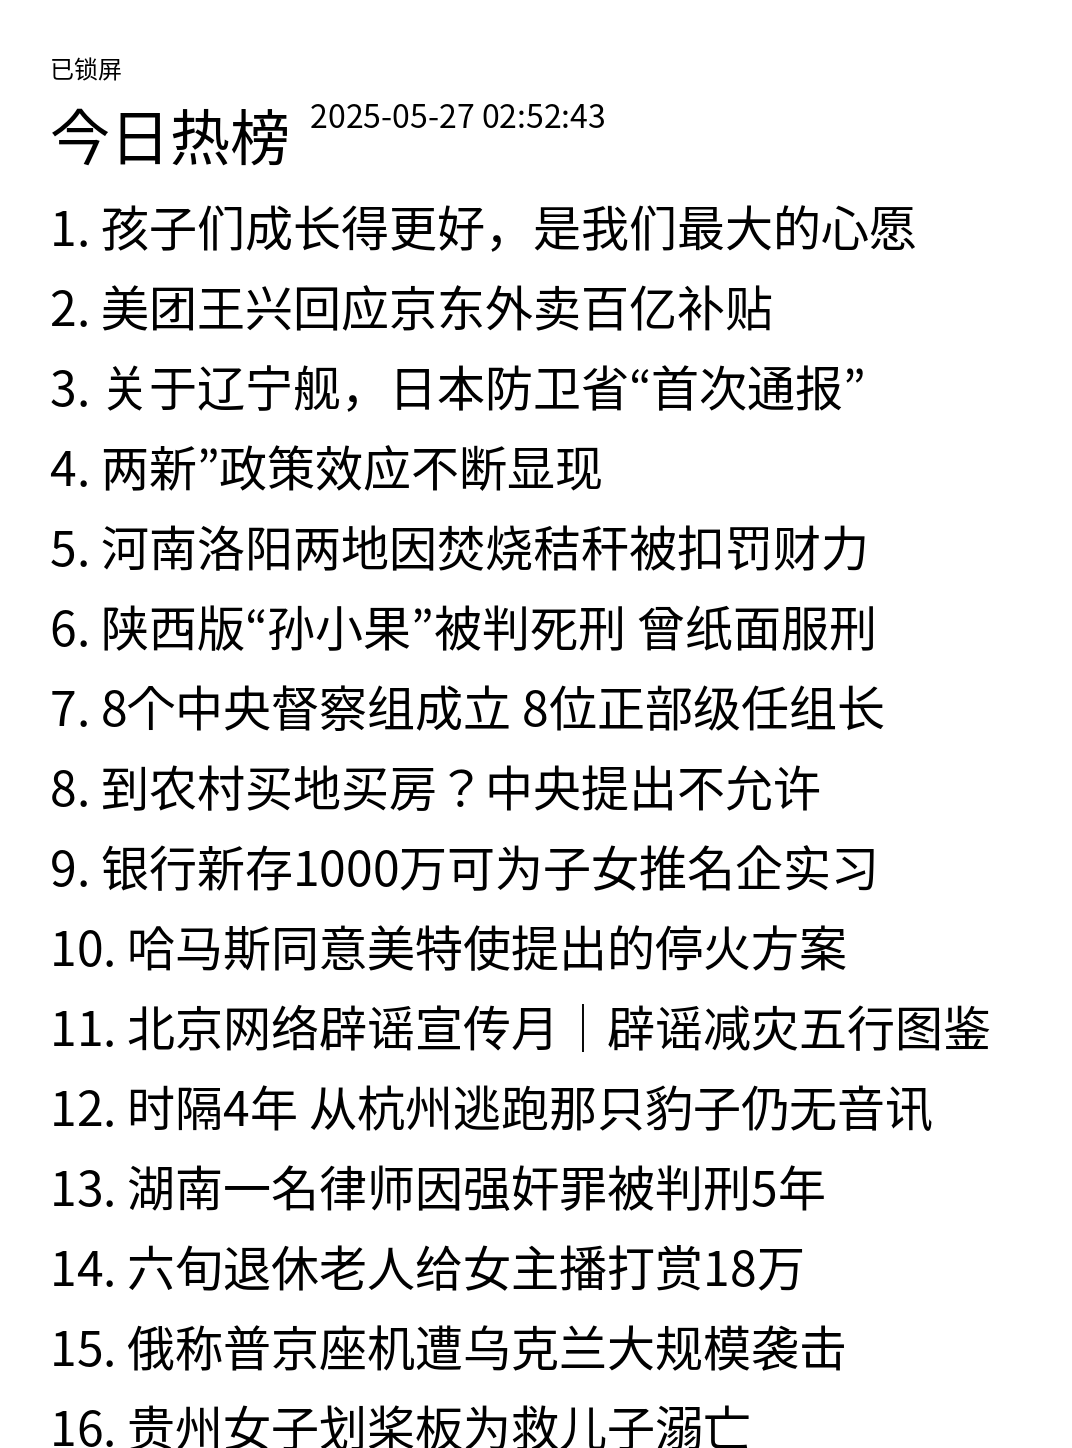 已锁屏
今日热榜 2025-05-27 02:52:43
1. 孩子们成长得更好，是我们最大的心愿
2. 美团王兴回应京东外卖百亿补贴
3. 关于辽宁舰，日本防卫省“首次通报”
4. 两新”政策效应不断显现
5. 河南洛阳两地因焚烧秸秆被扣罚财力
6. 陕西版“孙小果”被判死刑 曾纸面服刑
7. 8个中央督察组成立 8位正部级任组长
8. 到农村买地买房？中央提出不允许
9. 银行新存1000万可为子女推名企实习
10. 哈马斯同意美特使提出的停火方案
11. 北京网络辟谣宣传月｜辟谣减灾五行图鉴
12. 时隔4年 从杭州逃跑那只豹子仍无音讯
13. 湖南一名律师因强奸罪被判刑5年
14. 六旬退休老人给女主播打赏18万
15. 俄称普京座机遭乌克兰大规模袭击
16. 贵州女子划桨板为救儿子溺亡